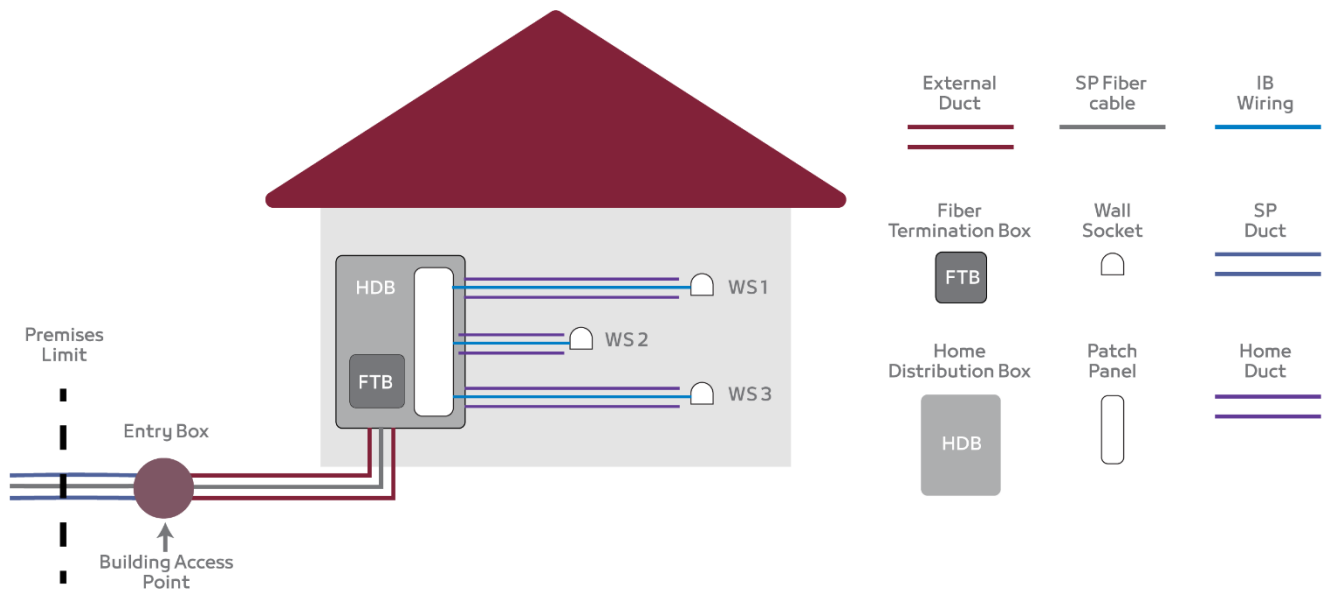 External
Duct
SP Fiber
cable
IB
Wiring
Fiber
Termination Box
FTB
Wall
Socket
SP
Duct
Home
Distribution Box
HDB
Patch
Panel
Home
Duct
HDB
FTB
WS 1
WS 2
WS 3
Premises
Limit
Entry Box
Building Access
Point